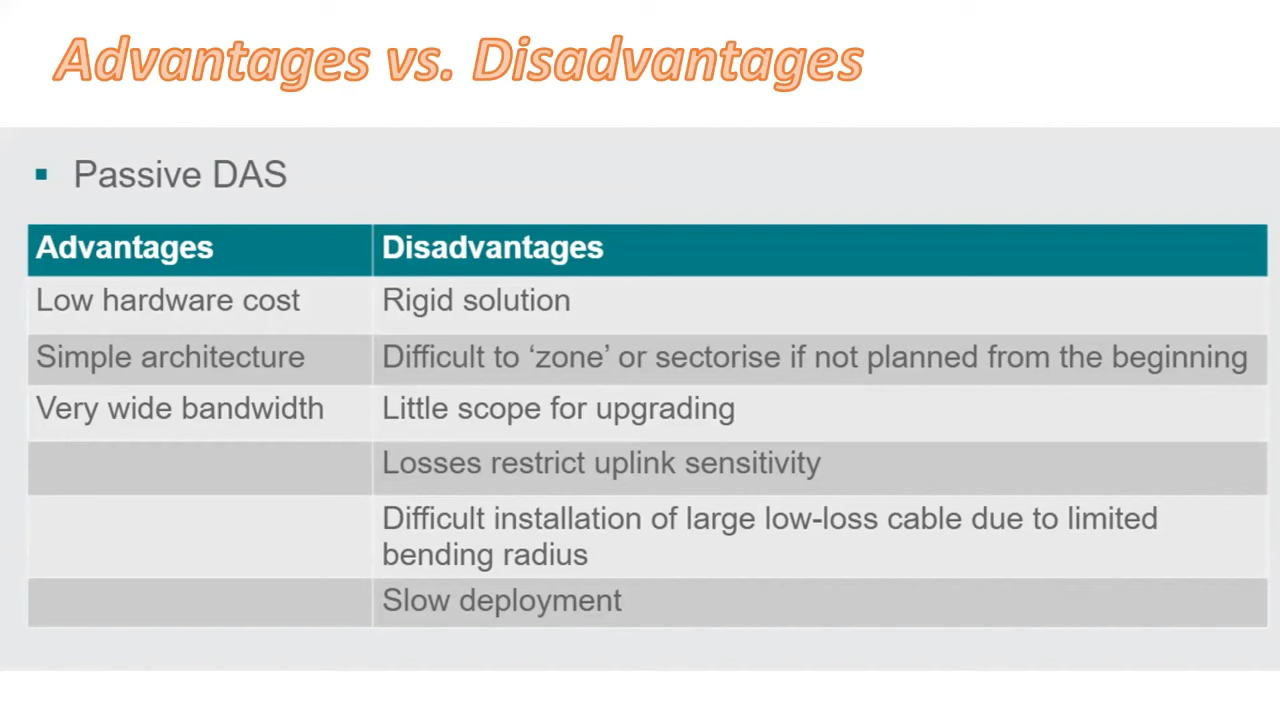 Advantages vs. Disadvantages
▪ Passive DAS
Advantages Disadvantages
Low hardware cost Rigid solution
Simple architecture Difficult to ‘zone’ or sectorise if not planned from the beginning
Very wide bandwidth Little scope for upgrading
Losses restrict uplink sensitivity
Difficult installation of large low-loss cable due to limited
bending radius
Slow deployment